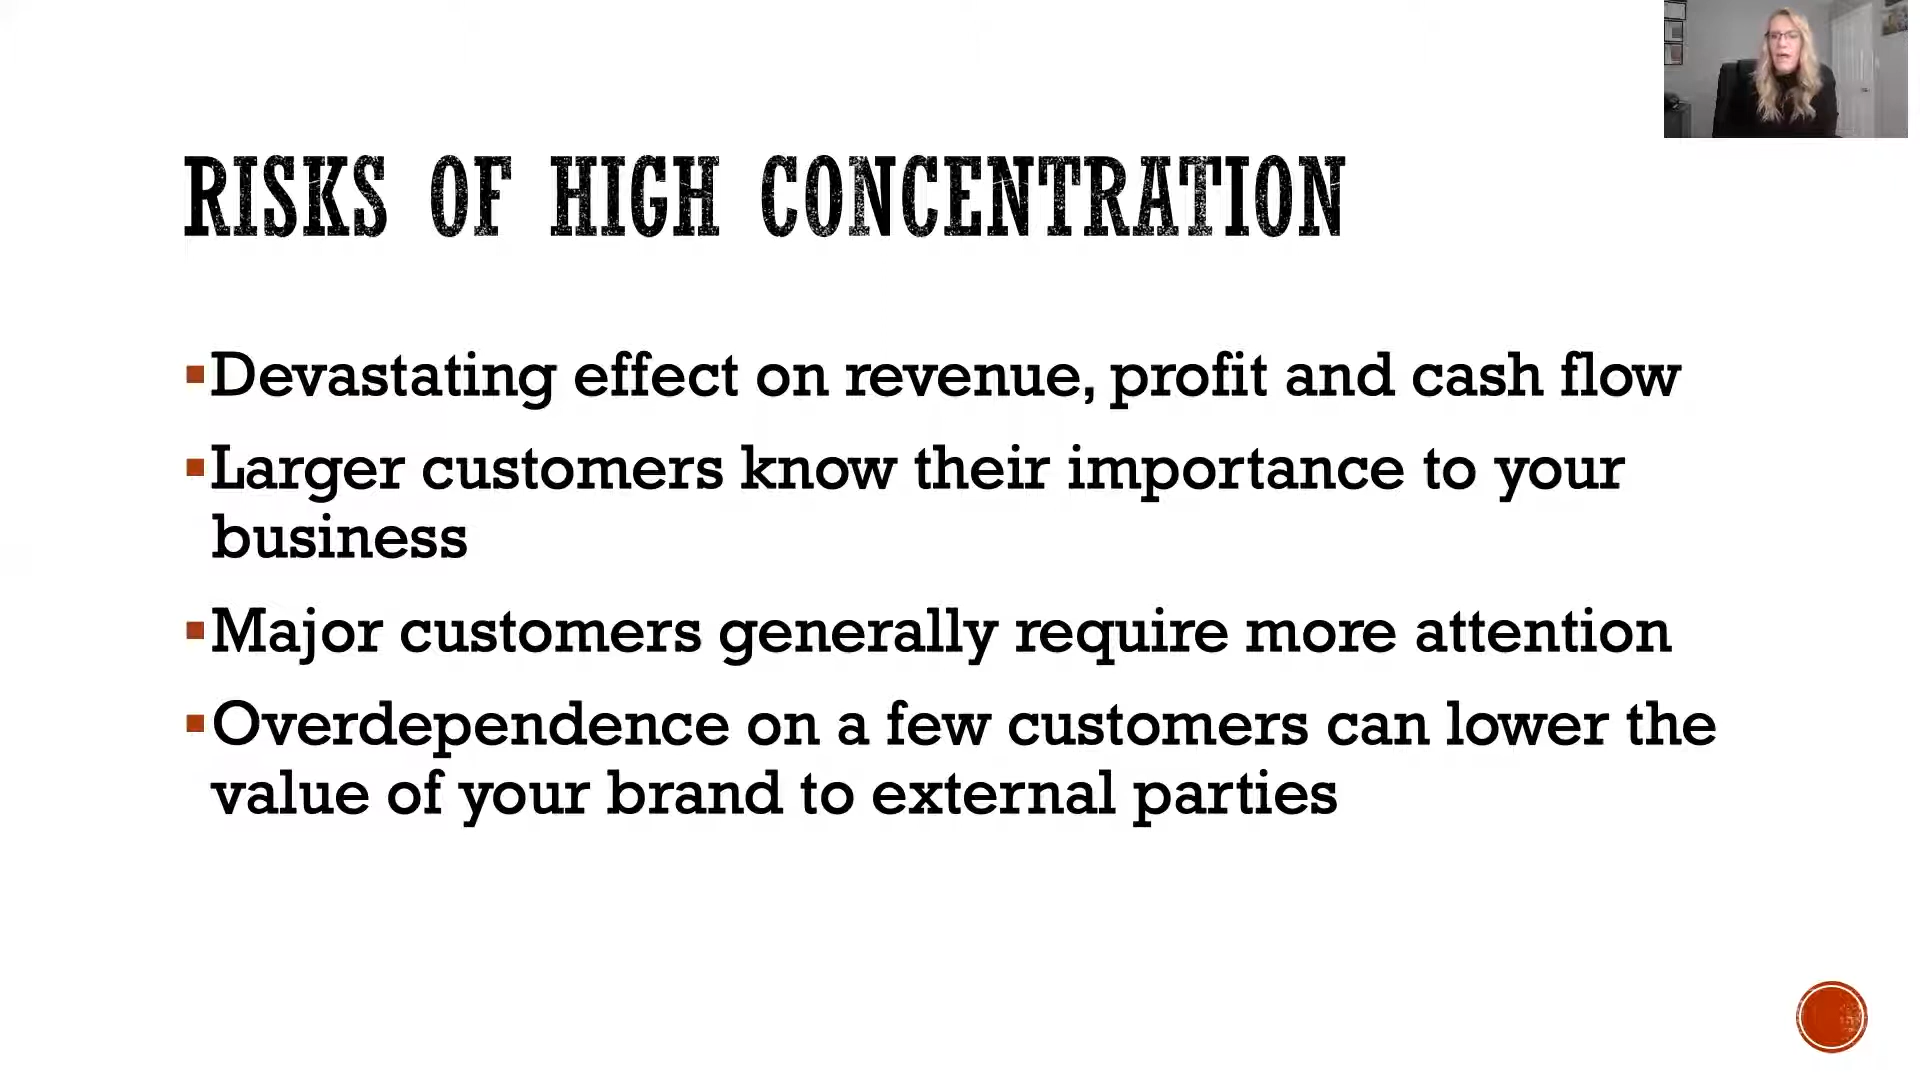 RISKS OF HIGH CONCENTRATION
▪Devastating effect on revenue, profit and cash flow
▪Larger customers know their importance to your
business
▪Major customers generally require more attention
▪Overdependence on a few customers can lower the
value of your brand to external parties